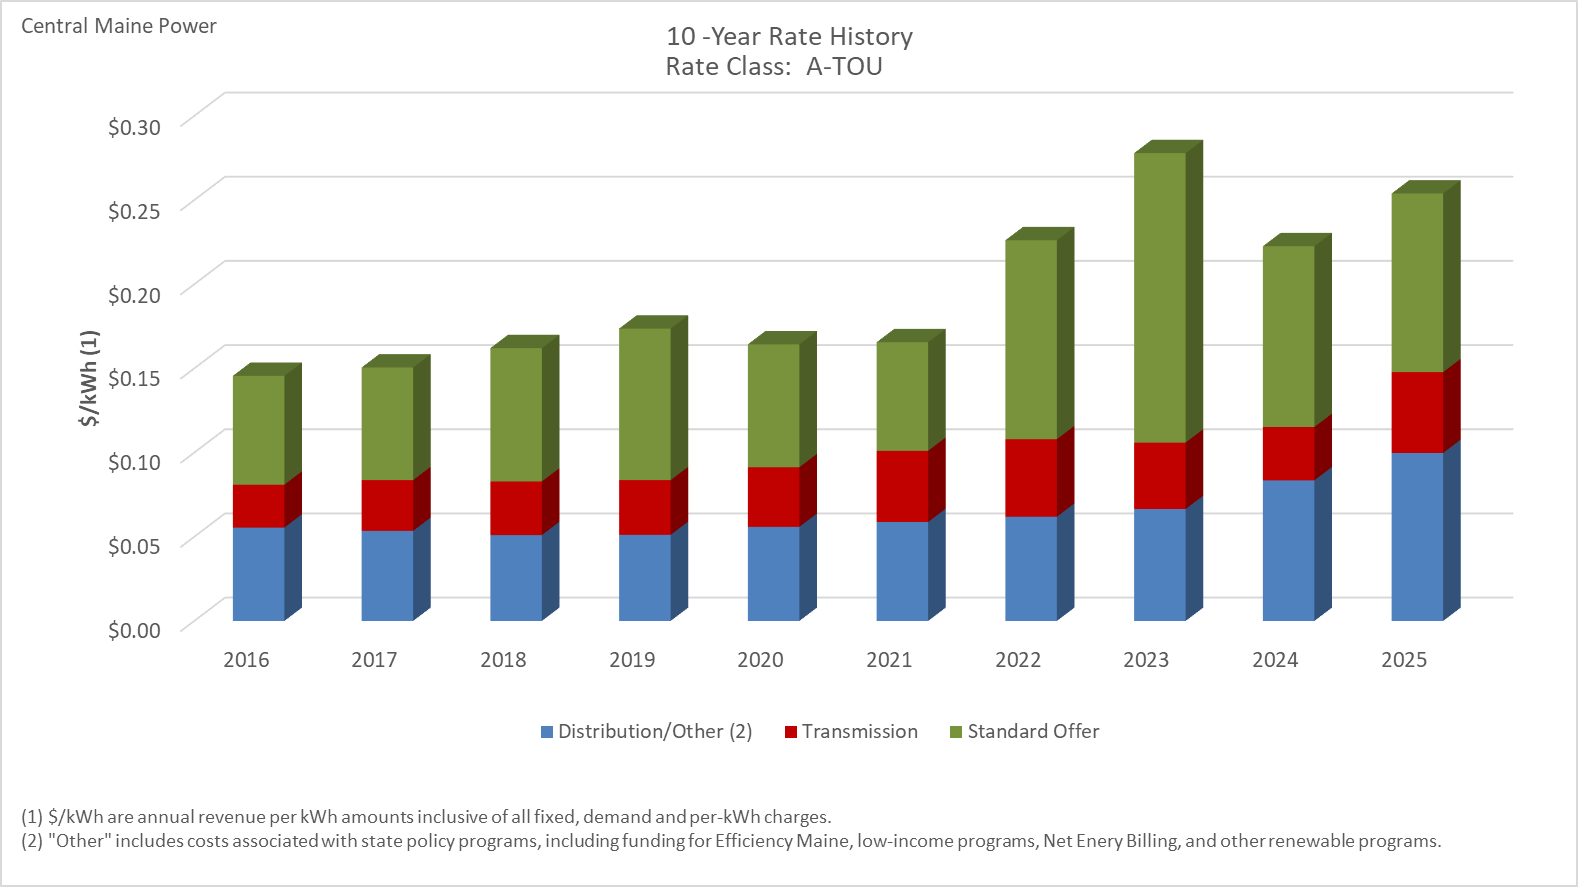 Central Maine Power
10 -Year Rate History
Rate Class:  A-TOU
$0.30
$0.25
$0.20
$0.15
$0.10
$0.05
$0.00
$/kWh (1)
2016 2017 2018 2019 2020 2021 2022 2023 2024 2025
Distribution/Other (2) Transmission Standard Offer
(1) $/kWh are annual revenue per kWh amounts inclusive of all fixed, demand and per-kWh charges.
(2) "Other" includes costs associated with state policy programs, including funding for Efficiency Maine, low-income programs, Net Enery Billing, and other renewable programs.